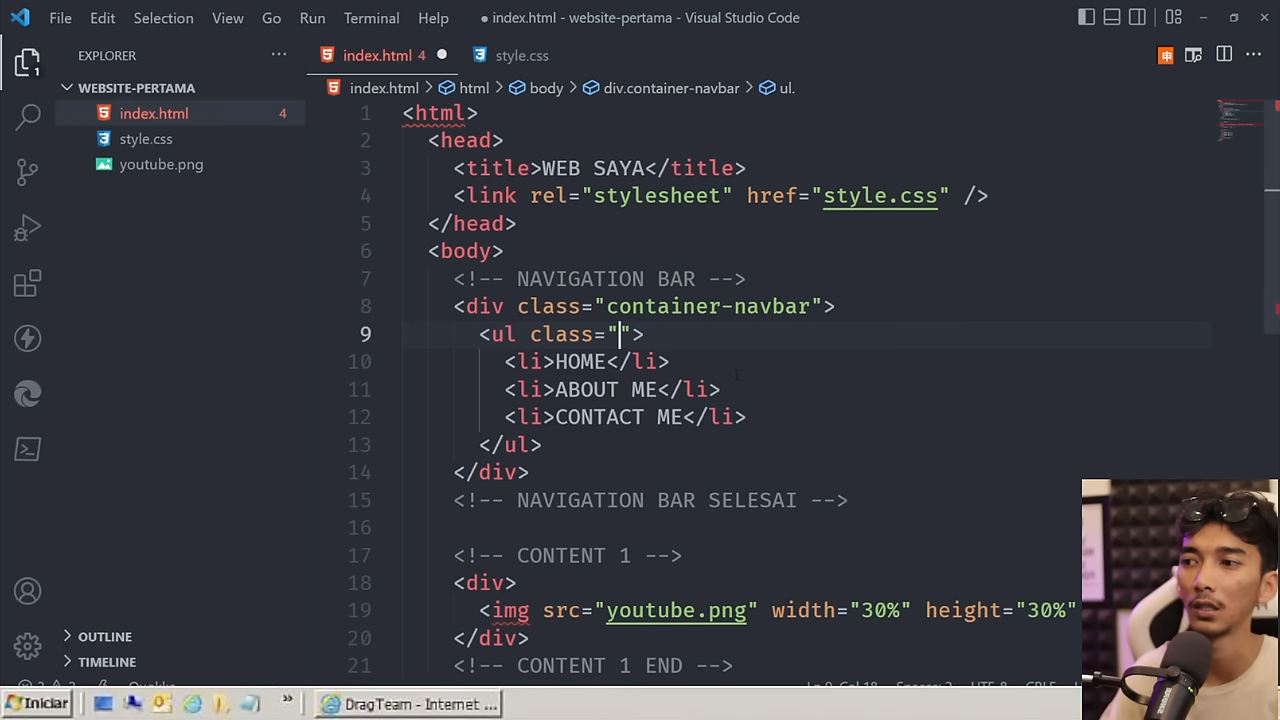 File Edit Selection View Go Run Terminal Help
● index.html - website-pertama - Visual Studio Code
EXPLORER ···
1
WEBSITE-PERTAMA
index.html 4
style.css
youtube.png
OUTLINE
TIMELINE
index.html 4 ●
style.css
index.html > html > body > div.container-navbar > ul.
1 <html>
2 <head>
3 <title>WEB SAYA</title>
4 <link rel="stylesheet" href="style.css" />
5 </head>
6 <body>
7 <!-- NAVIGATION BAR -->
8 <div class="container-navbar">
9 <ul class="">
10 <li>HOME</li>
11 <li>ABOUT ME</li>
12 <li>CONTACT ME</li>
13 </ul>
14 </div>
15 <!-- NAVIGATION BAR SELESAI -->
16
17 <!-- CONTENT 1 -->
18 <div>
19 <img src="youtube.png" width="30%" height="30%"
20 </div>
21 <!-- CONTENT 1 END -->
Iniciar
»
DragTeam - Internet ...